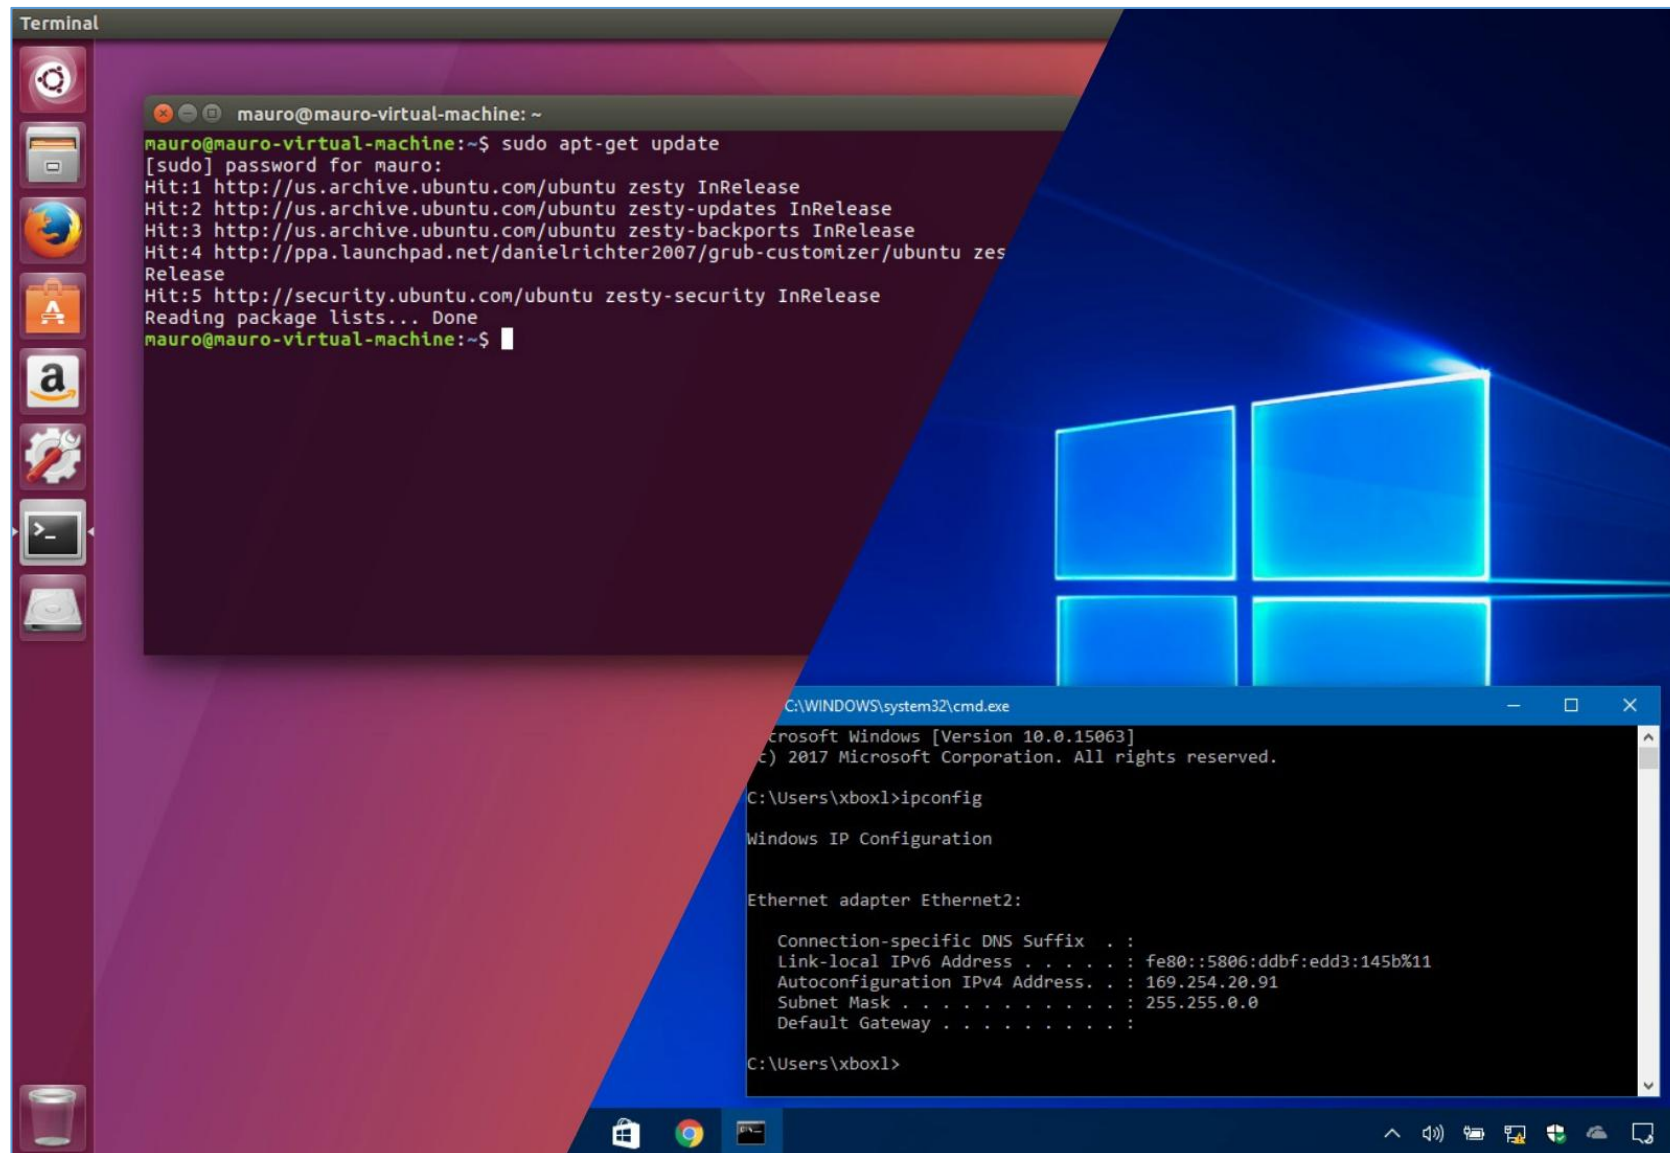 Terminal
mauro@mauro-virtual-machine: ~
mauro@mauro-virtual-machine:~$ sudo apt-get update
[sudo] password for mauro:
Hit:1 http://us.archive.ubuntu.com/ubuntu zesty InRelease
Hit:2 http://us.archive.ubuntu.com/ubuntu zesty-updates InRelease
Hit:3 http://us.archive.ubuntu.com/ubuntu zesty-backports InRelease
Hit:4 http://ppa.launchpad.net/danielrichter2007/grub-customizer/ubuntu zes
Release
Hit:5 http://security.ubuntu.com/ubuntu zesty-security InRelease
Reading package lists... Done
mauro@mauro-virtual-machine:~$
C:\WINDOWS\system32\cmd.exe
crosoft Windows [Version 10.0.15063]
c) 2017 Microsoft Corporation. All rights reserved.
C:\Users\xboxl>ipconfig
Windows IP Configuration
Ethernet adapter Ethernet2:
Connection-specific DNS Suffix . :
Link-local IPv6 Address . . . . . : fe80::5806:ddbf:edd3:145b%11
Autoconfiguration IPv4 Address. . : 169.254.20.91
Subnet Mask . . . . . . . . . . . : 255.255.0.0
Default Gateway . . . . . . . . . :
C:\Users\xboxl>